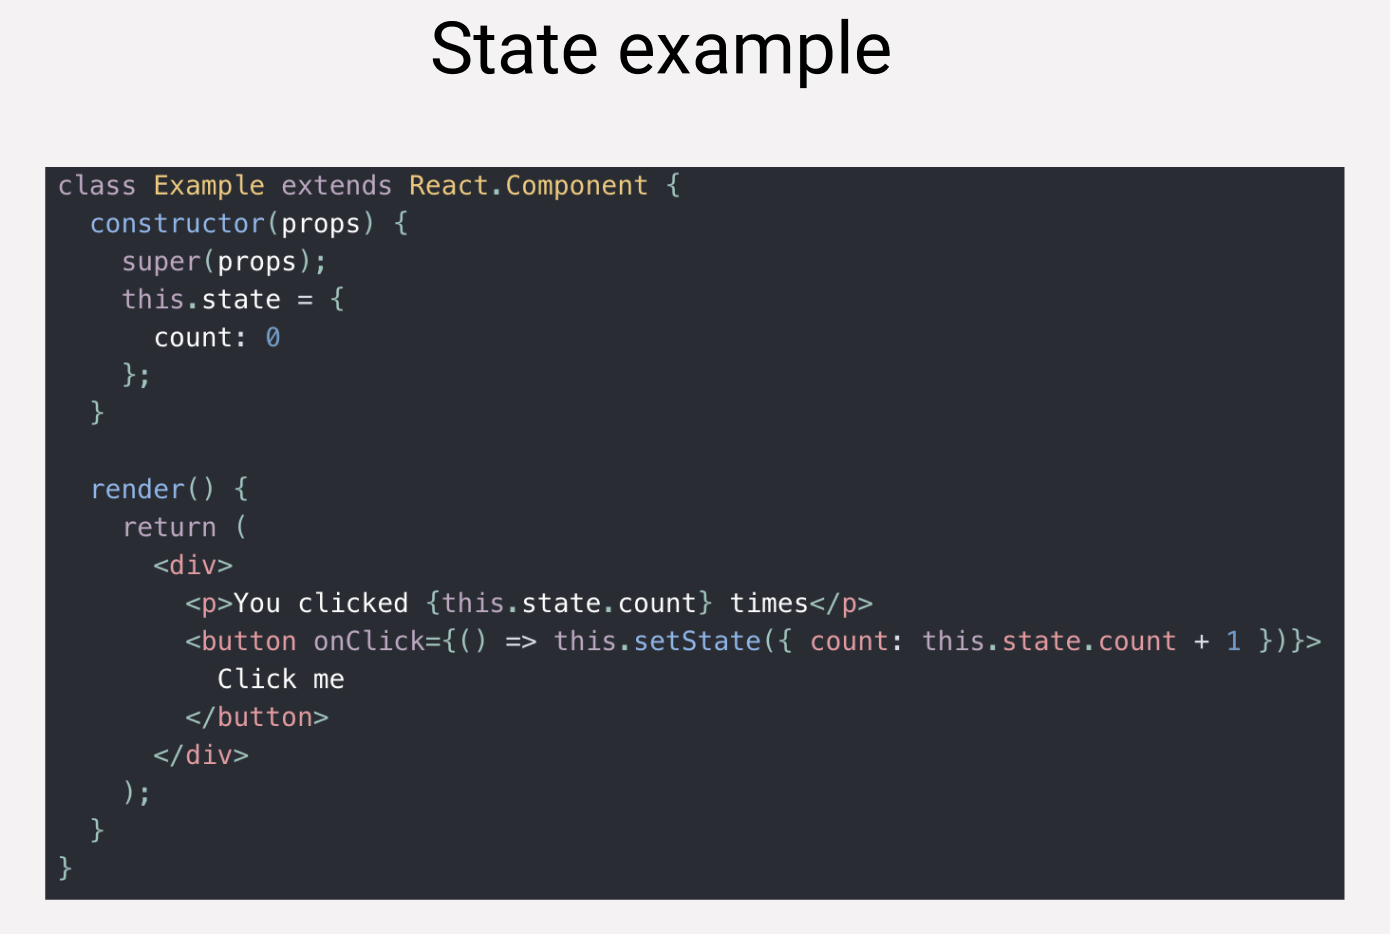 State example
class Example extends React.Component {
  constructor(props) {
    super(props);
    this.state = {
      count: 0
    };
  }

  render() {
    return (
      <div>
        <p>You clicked {this.state.count} times</p>
        <button onClick={() => this.setState({ count: this.state.count + 1 })}>
          Click me
        </button>
      </div>
    );
  }
}